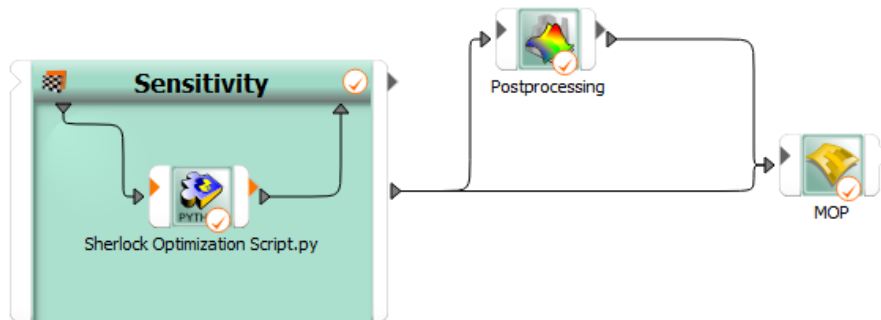 Sensitivity
Postprocessing
PYTH
Sherlock Optimization Script.py
MOP